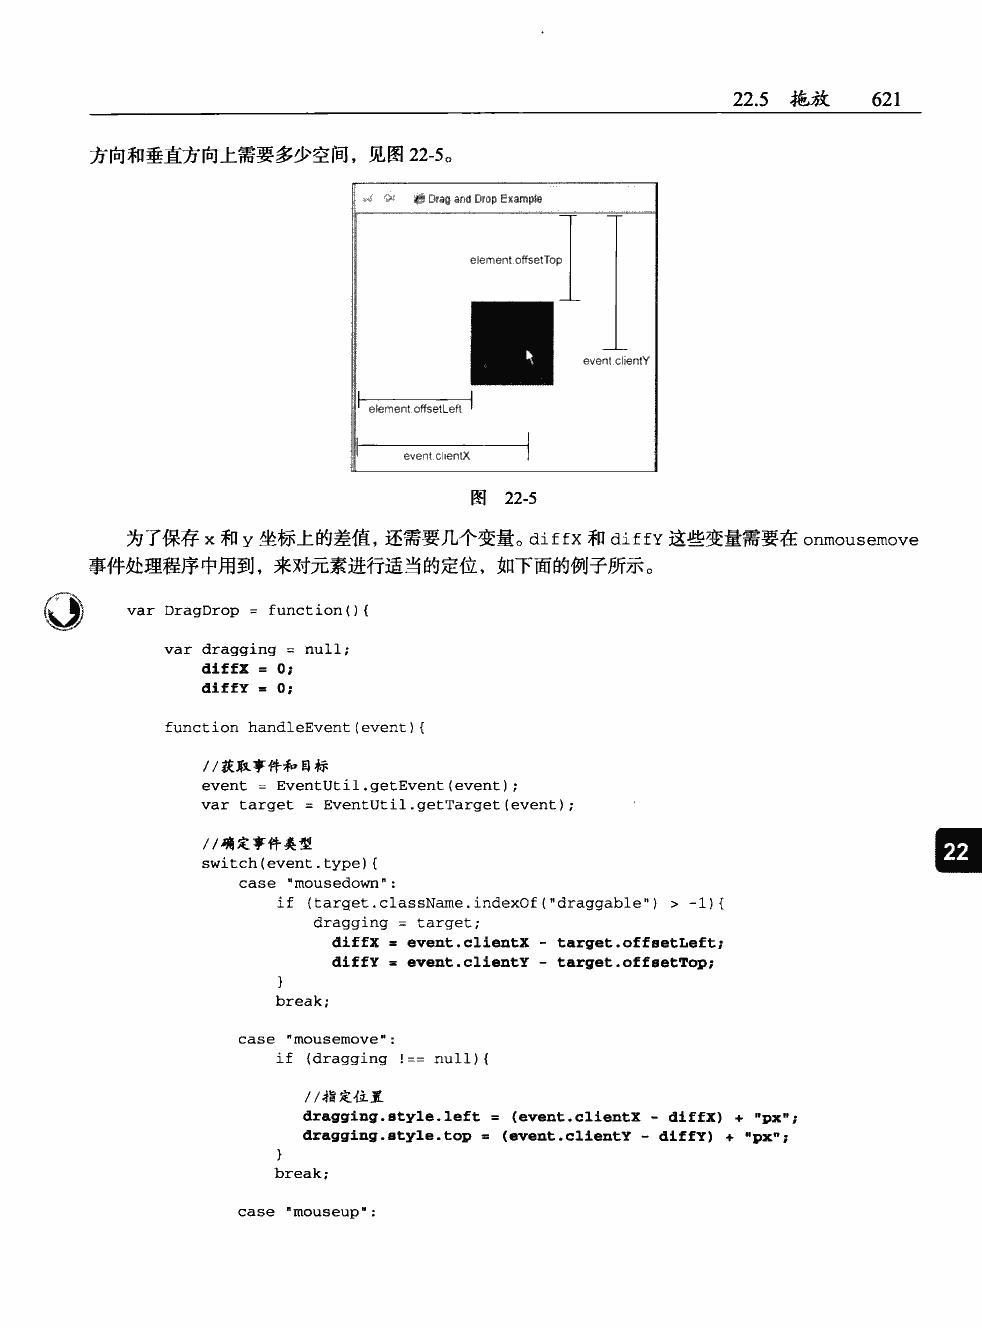 22.5 拖放 621
方向和垂直方向上需要多少空间，见图 22-5。
Drag and Drop Example
element.offsetTop
event.clientY
element.offsetLeft
event.clientX
图 22-5
为了保存 x 和 y 坐标上的差值，还需要几个变量。diffX 和 diffY 这些变量需要在 onmousemove
事件处理程序中用到，来对元素进行适当的定位，如下面的例子所示。
var DragDrop = function(){
var dragging = null;
diffX = 0;
diffY = 0;
function handleEvent(event){
//获取事件和目标
event = EventUtil.getEvent(event);
var target = EventUtil.getTarget(event);
//确定事件类型
switch(event.type){
case "mousedown":
if (target.className.indexOf("draggable") > -1){
dragging = target;
diffX = event.clientX - target.offsetLeft;
diffY = event.clientY - target.offsetTop;
}
break;
case "mousemove":
if (dragging !== null){
//指定位置
dragging.style.left = (event.clientX - diffX) + "px";
dragging.style.top = (event.clientY - diffY) + "px";
}
break;
case "mouseup":
22